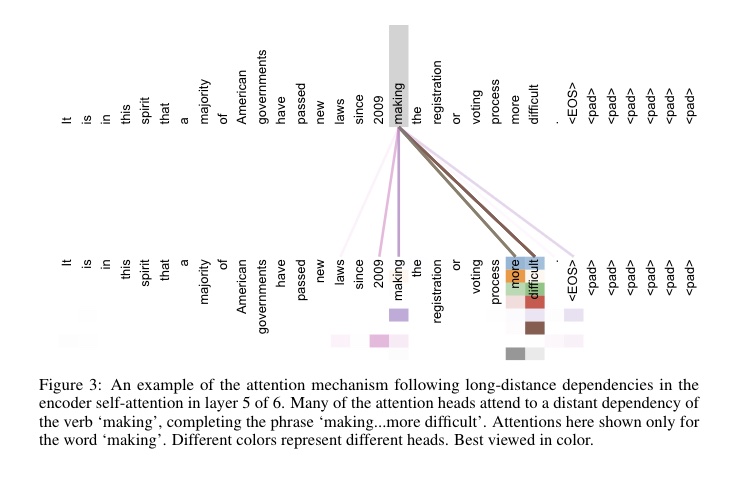 It is in this spirit that a majority of American governments have passed new laws since 2009 making the registration or voting process more difficult . <EOS> <pad> <pad> <pad> <pad> <pad> <pad>
It is in this spirit that a majority of American governments have passed new laws since 2009 making the registration or voting process more difficult . <EOS> <pad> <pad> <pad> <pad> <pad> <pad>
Figure 3: An example of the attention mechanism following long-distance dependencies in the
encoder self-attention in layer 5 of 6. Many of the attention heads attend to a distant dependency of
the verb ‘making’, completing the phrase ‘making...more difficult’. Attentions here shown only for
the word ‘making’. Different colors represent different heads. Best viewed in color.